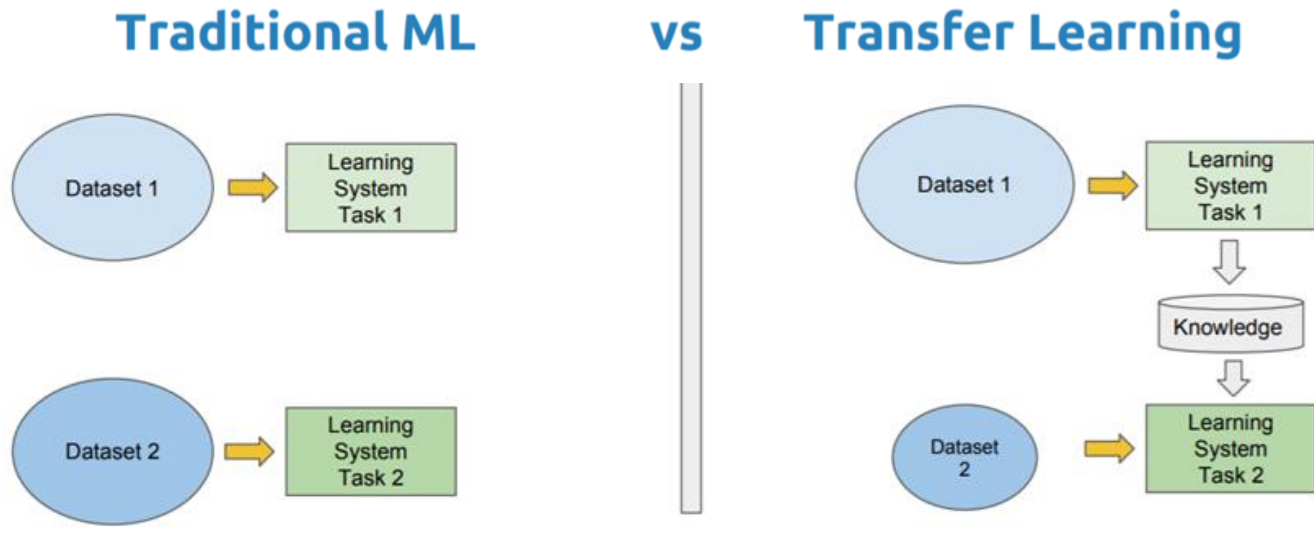 Traditional ML vs Transfer Learning
Dataset 1
Learning
System
Task 1
Dataset 2
Learning
System
Task 2
Dataset 1
Learning
System
Task 1
Knowledge
Dataset
2
Learning
System
Task 2